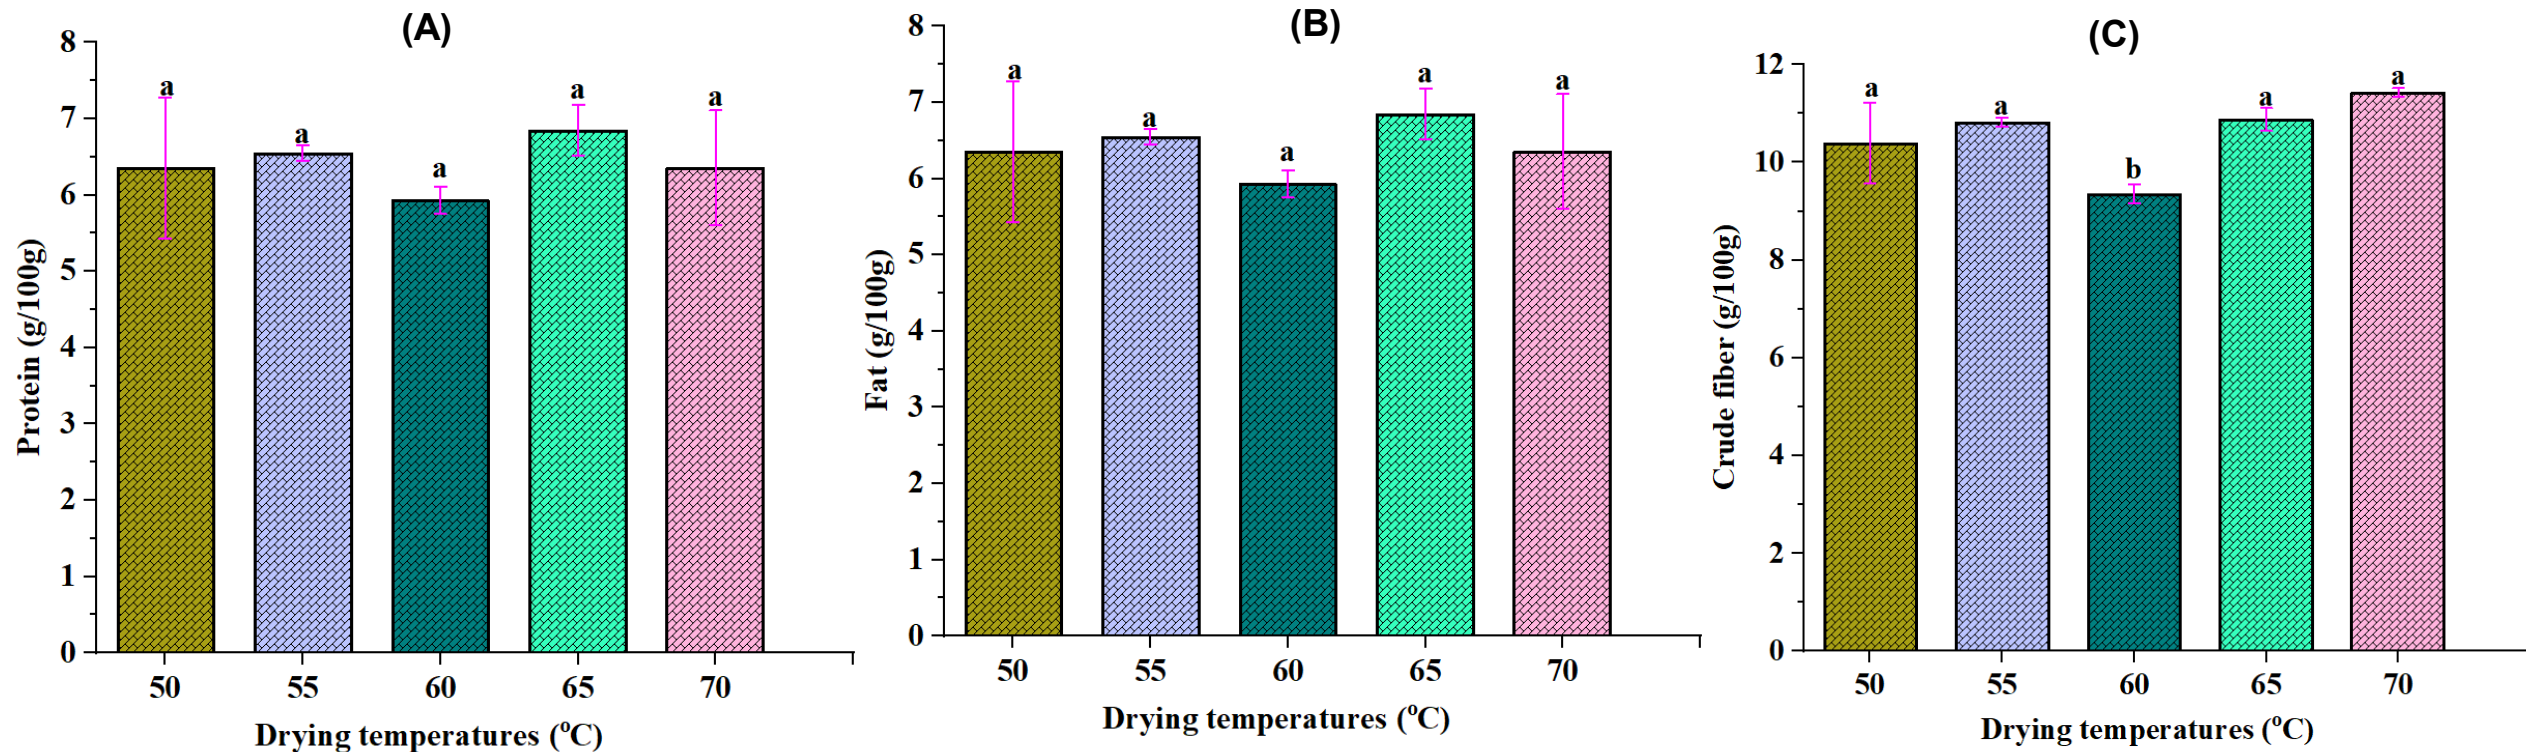 (A)
8
7
6
5
4
3
2
1
0
Protein (g/100g)
a
a
a
a
a
50 55 60 65 70
Drying temperatures (°C)
(B)
8
7
6
5
4
3
2
1
0
Fat (g/100g)
a
a
a
a
a
50 55 60 65 70
Drying temperatures (°C)
(C)
12
10
8
6
4
2
0
Crude fiber (g/100g)
a
a
b
a
a
50 55 60 65 70
Drying temperatures (°C)